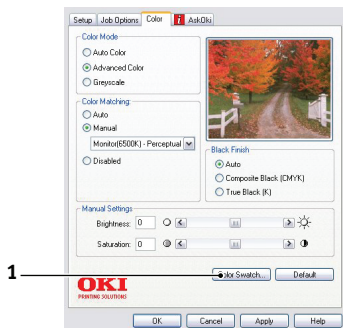 Setup Job Options Color AskOki
Color Mode
Auto Color
Advanced Color
Greyscale
Color Matching
Auto
Manual
Monitor(6500K) - Perceptual
Disabled
Black Finish
Auto
Composite Black (CMYK)
True Black (K)
Manual Settings
Brightness: 0
Saturation: 0
1
Color Swatch... Default
OKI
PRINTING SOLUTIONS
OK Cancel Apply Help